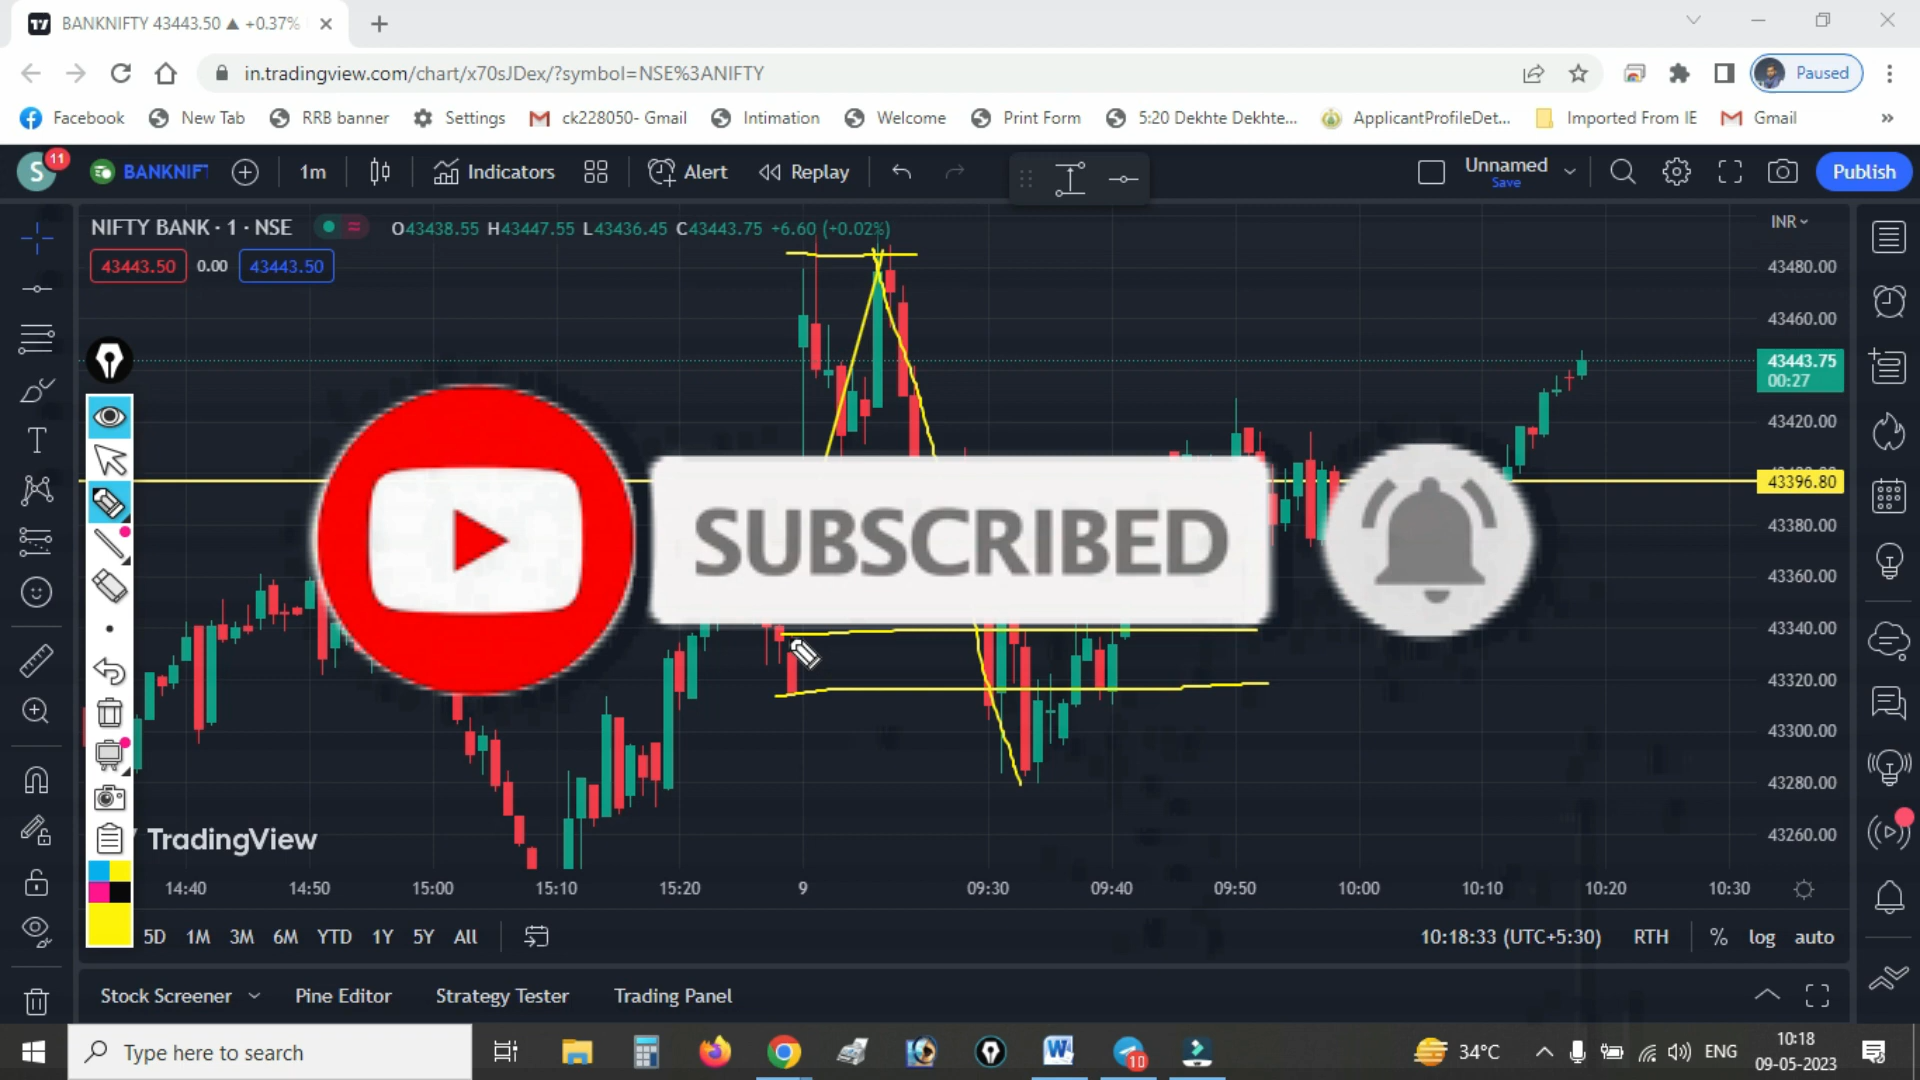 BANKNIFTY 43443.50 ▲ +0.37%
in.tradingview.com/chart/x70sJDex/?symbol=NSE%3ANIFTY
Paused
Facebook
New Tab
RRB banner
Settings
ck228050- Gmail
Intimation
Welcome
Print Form
5:20 Dekhte Dekhte...
ApplicantProfileDet...
Imported From IE
Gmail
»
S
11
BANKNIFT
1m
Indicators
Alert
Replay
Unnamed
Save
Publish
NIFTY BANK · 1 · NSE
O43438.55 H43447.55 L43436.45 C43443.75 +6.60 (+0.02%)
INR
43443.50
0.00
43443.50
43480.00
43460.00
43443.75
00:27
43420.00
43396.80
43380.00
43360.00
43340.00
43320.00
43300.00
43280.00
43260.00
SUBSCRIBED
TradingView
14:40
14:50
15:00
15:10
15:20
9
09:30
09:40
09:50
10:00
10:10
10:20
10:30
5D
1M
3M
6M
YTD
1Y
5Y
All
10:18:33 (UTC+5:30)
RTH
%
log
auto
Stock Screener
Pine Editor
Strategy Tester
Trading Panel
Type here to search
10
34°C
ENG
10:18
09-05-2023